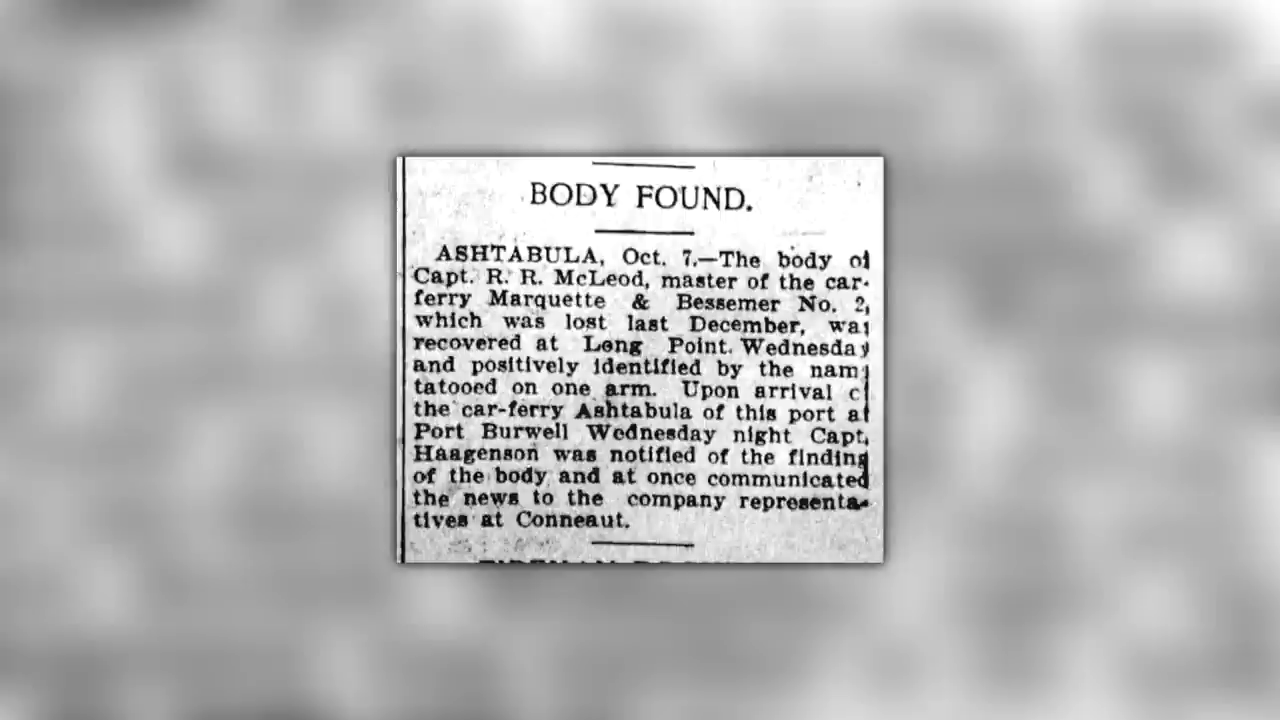 BODY FOUND.
ASHTABULA, Oct. 7.—The body of
Capt. R. R. McLeod, master of the car-
ferry Marquette & Bessemer No. 2,
which was lost last December, was
recovered at Long Point Wednesday
and positively identified by the nam
tatooed on one arm. Upon arrival
the car-ferry Ashtabula of this port at
Port Burwell Wednesday night Capt.
Haagenson was notified of the finding
of the body and at once communicated
the news to the company representa-
tives at Conneaut.